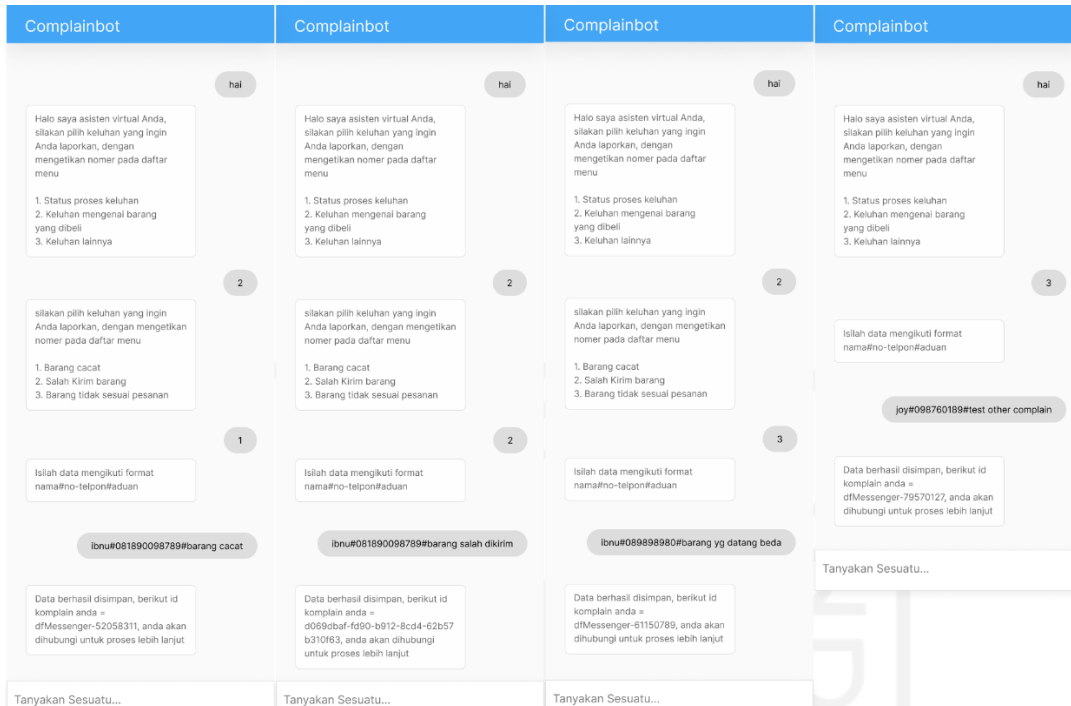 Complainbot
hai
Halo saya asisten virtual Anda,
silakan pilih keluhan yang ingin
Anda laporkan, dengan
mengetikan nomer pada daftar
menu
1. Status proses keluhan
2. Keluhan mengenai barang
yang dibeli
3. Keluhan lainnya
2
silakan pilih keluhan yang ingin
Anda laporkan, dengan mengetikan
nomer pada daftar menu
1. Barang cacat
2. Salah Kirim barang
3. Barang tidak sesuai pesanan
1
Isilah data mengikuti format
nama#no-telpon#aduan
ibnu#081890098789#barang cacat
Data berhasil disimpan, berikut id
komplain anda =
dfMessenger-52058311, anda akan
dihubungi untuk proses lebih lanjut
Tanyakan Sesuatu...
Complainbot
hai
Halo saya asisten virtual Anda,
silakan pilih keluhan yang ingin
Anda laporkan, dengan
mengetikan nomer pada daftar
menu
1. Status proses keluhan
2. Keluhan mengenai barang
yang dibeli
3. Keluhan lainnya
2
silakan pilih keluhan yang ingin
Anda laporkan, dengan mengetikan
nomer pada daftar menu
1. Barang cacat
2. Salah Kirim barang
3. Barang tidak sesuai pesanan
2
Isilah data mengikuti format
nama#no-telpon#aduan
ibnu#081890098789#barang salah dikirim
Data berhasil disimpan, berikut id
komplain anda =
d069dbaf-fd90-b912-8cd4-62b57
b310f63, anda akan dihubungi
untuk proses lebih lanjut
Tanyakan Sesuatu...
Complainbot
hai
Halo saya asisten virtual Anda,
silakan pilih keluhan yang ingin
Anda laporkan, dengan
mengetikan nomer pada daftar
menu
1. Status proses keluhan
2. Keluhan mengenai barang
yang dibeli
3. Keluhan lainnya
2
silakan pilih keluhan yang ingin
Anda laporkan, dengan mengetikan
nomer pada daftar menu
1. Barang cacat
2. Salah Kirim barang
3. Barang tidak sesuai pesanan
3
Isilah data mengikuti format
nama#no-telpon#aduan
ibnu#089898980#barang yg datang beda
Data berhasil disimpan, berikut id
komplain anda =
dfMessenger-61150789, anda akan
dihubungi untuk proses lebih lanjut
Tanyakan Sesuatu...
Complainbot
hai
Halo saya asisten virtual Anda,
silakan pilih keluhan yang ingin
Anda laporkan, dengan
mengetikan nomer pada daftar
menu
1. Status proses keluhan
2. Keluhan mengenai barang
yang dibeli
3. Keluhan lainnya
3
Isilah data mengikuti format
nama#no-telpon#aduan
joy#098760189#test other complain
Data berhasil disimpan, berikut id
komplain anda =
dfMessenger-79570127, anda akan
dihubungi untuk proses lebih lanjut
Tanyakan Sesuatu...